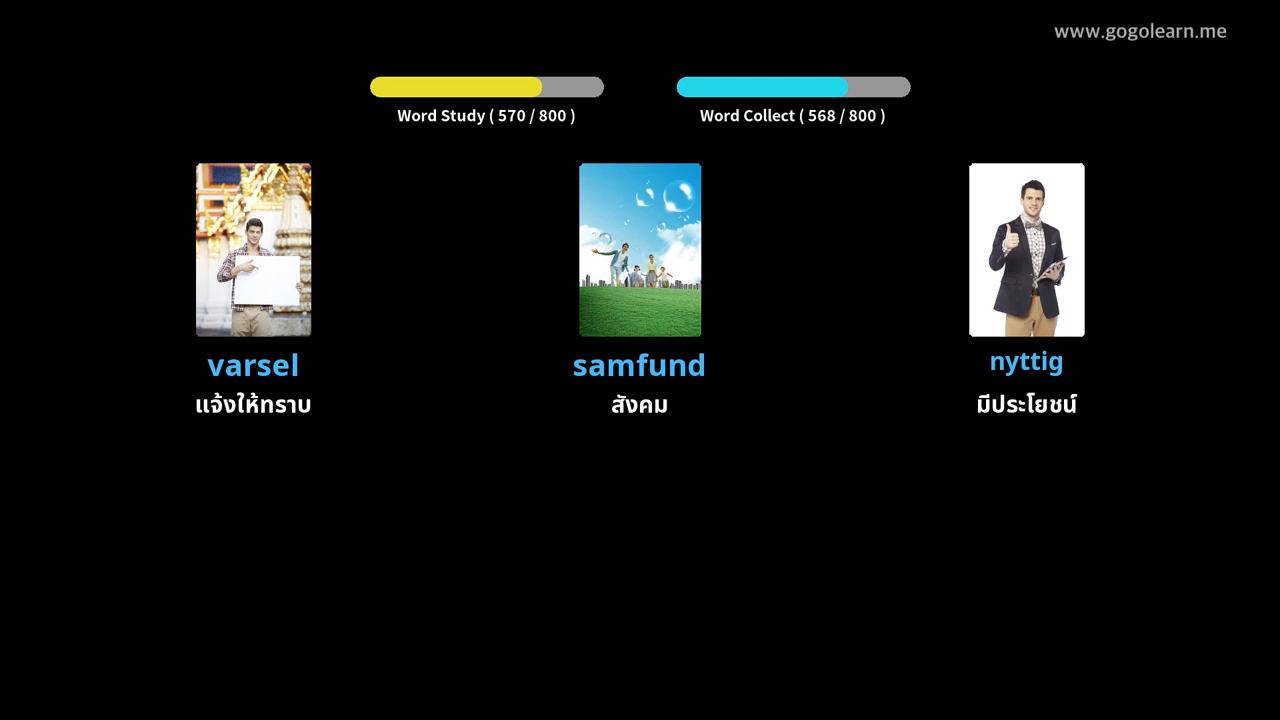 www.gogolearn.me
Word Study ( 570 / 800 )
Word Collect ( 568 / 800 )
varsel
samfund
nyttig
แจ้งให้ทราบ
สังคม
มีประโยชน์